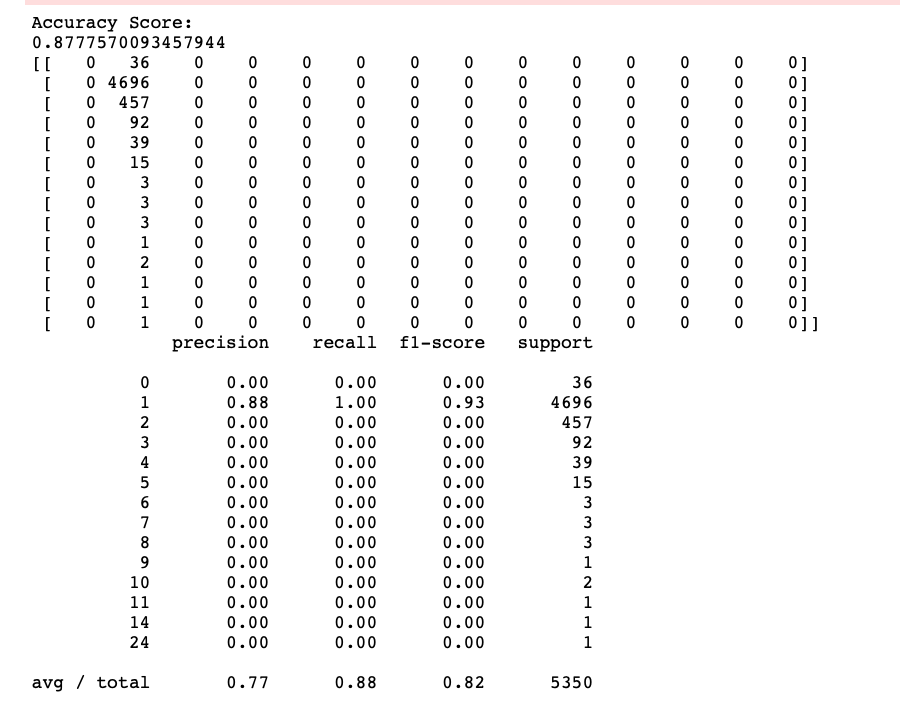 Accuracy Score:
0.8777570093457944
[[   0   36    0    0    0    0    0    0    0    0    0    0    0    0]
 [   0 4696    0    0    0    0    0    0    0    0    0    0    0    0]
 [   0  457    0    0    0    0    0    0    0    0    0    0    0    0]
 [   0   92    0    0    0    0    0    0    0    0    0    0    0    0]
 [   0   39    0    0    0    0    0    0    0    0    0    0    0    0]
 [   0   15    0    0    0    0    0    0    0    0    0    0    0    0]
 [   0    3    0    0    0    0    0    0    0    0    0    0    0    0]
 [   0    3    0    0    0    0    0    0    0    0    0    0    0    0]
 [   0    3    0    0    0    0    0    0    0    0    0    0    0    0]
 [   0    1    0    0    0    0    0    0    0    0    0    0    0    0]
 [   0    2    0    0    0    0    0    0    0    0    0    0    0    0]
 [   0    1    0    0    0    0    0    0    0    0    0    0    0    0]
 [   0    1    0    0    0    0    0    0    0    0    0    0    0    0]
 [   0    1    0    0    0    0    0    0    0    0    0    0    0    0]]
             precision    recall  f1-score   support

          0       0.00      0.00      0.00        36
          1       0.88      1.00      0.93      4696
          2       0.00      0.00      0.00       457
          3       0.00      0.00      0.00        92
          4       0.00      0.00      0.00        39
          5       0.00      0.00      0.00        15
          6       0.00      0.00      0.00         3
          7       0.00      0.00      0.00         3
          8       0.00      0.00      0.00         3
          9       0.00      0.00      0.00         1
         10       0.00      0.00      0.00         2
         11       0.00      0.00      0.00         1
         14       0.00      0.00      0.00         1
         24       0.00      0.00      0.00         1

avg / total       0.77      0.88      0.82      5350